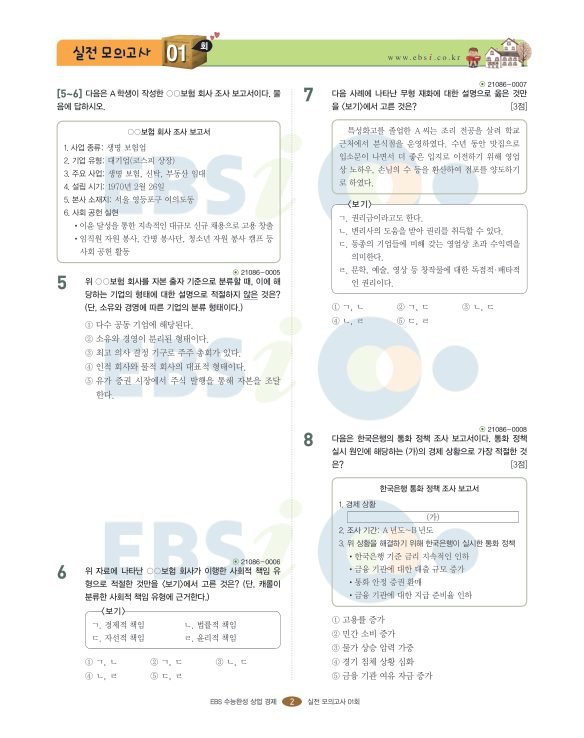 실전 모의고사 01 회
www.ebsi.co.kr
[5~6] 다음은 A 학생이 작성한 ○○보험 회사 조사 보고서이다. 물
음에 답하시오.
○○보험 회사 조사 보고서
1. 사업 종류: 생명 보험업
2. 기업 유형: 대기업(코스피 상장)
3. 주요 사업: 생명 보험, 신탁, 부동산 임대
4. 설립 시기: 1970년 2월 26일
5. 본사 소재지: 서울 영등포구 여의도동
6. 사회 공헌 실현
• 이윤 달성을 통한 지속적인 대규모 신규 채용으로 고용 창출
• 임직원 자원 봉사, 간병 봉사단, 청소년 자원 봉사 캠프 등
사회 공헌 활동
21086-0005
5 위 ○○보험 회사를 자본 출자 기준으로 분류할 때, 이에 해
당하는 기업의 형태에 대한 설명으로 적절하지 않은 것은?
(단, 소유와 경영에 따른 기업의 분류 형태이다.)
① 다수 공동 기업에 해당된다.
② 소유와 경영이 분리된 형태이다.
③ 최고 의사 결정 기구로 주주 총회가 있다.
④ 인적 회사와 물적 회사의 대표적 형태이다.
⑤ 유가 증권 시장에서 주식 발행을 통해 자본을 조달
한다.
21086-0006
6 위 자료에 나타난 ○○보험 회사가 이행한 사회적 책임 유
형으로 적절한 것만을 <보기>에서 고른 것은? (단, 캐롤이
분류한 사회적 책임 유형에 근거한다.)
<보기>
ㄱ. 경제적 책임 ㄴ. 법률적 책임
ㄷ. 자선적 책임 ㄹ. 윤리적 책임
① ㄱ, ㄴ ② ㄱ, ㄷ ③ ㄴ, ㄷ
④ ㄴ, ㄹ ⑤ ㄷ, ㄹ
21086-0007
7 다음 사례에 나타난 무형 재화에 대한 설명으로 옳은 것만
을 <보기>에서 고른 것은? [3점]
특성화고를 졸업한 A 씨는 조리 전공을 살려 학교
근처에서 분식점을 운영하였다. 수년 동안 맛집으로
입소문이 나면서 더 좋은 입지로 이전하기 위해 영업
상 노하우, 손님의 수 등을 환산하여 점포를 양도하기
로 하였다.
<보기>
ㄱ. 권리금이라고도 한다.
ㄴ. 변리사의 도움을 받아 권리를 취득할 수 있다.
ㄷ. 동종의 기업들에 비해 갖는 영업상 초과 수익력을
의미한다.
ㄹ. 문학, 예술, 영상 등 창작물에 대한 독점적·배타적
인 권리이다.
① ㄱ, ㄴ ② ㄱ, ㄷ ③ ㄴ, ㄷ
④ ㄴ, ㄹ ⑤ ㄷ, ㄹ
21086-0008
8 다음은 한국은행의 통화 정책 조사 보고서이다. 통화 정책
실시 원인에 해당하는 (가)의 경제 상황으로 가장 적절한 것
은? [3점]
한국은행 통화 정책 조사 보고서
1. 경제 상황
(가)
2. 조사 기간: A 년도~B 년도
3. 위 상황을 해결하기 위해 한국은행이 실시한 통화 정책
• 한국은행 기준 금리 지속적인 인하
• 금융 기관에 대한 대출 규모 증가
• 통화 안정 증권 환매
• 금융 기관에 대한 지급 준비율 인하
① 고용률 증가
② 민간 소비 증가
③ 물가 상승 압력 가중
④ 경기 침체 상황 심화
⑤ 금융 기관 여유 자금 증가
EBS 수능완성 상업 경제 2 실전 모의고사 01회